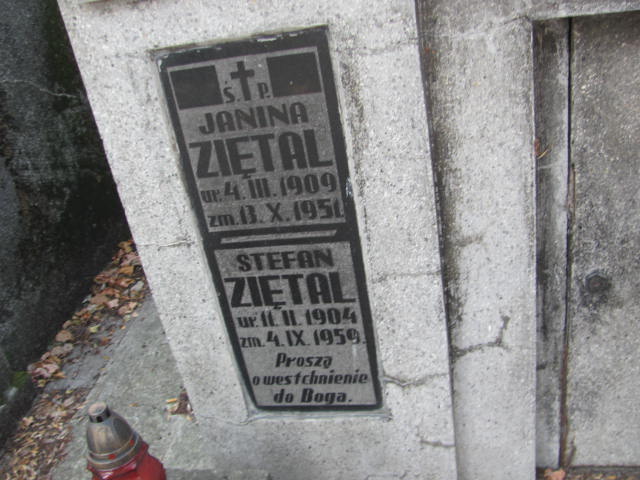 Ś. P.
JANINA
ZIĘTAL
ur. 4. III. 1909
zm. 13. X. 1951.
STEFAN
ZIĘTAL
ur. 11. II. 1904
zm. 4. IX. 1959.
Proszą
o westchnienie
do Boga.